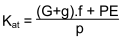 Kat = (G+g).f + PE
p